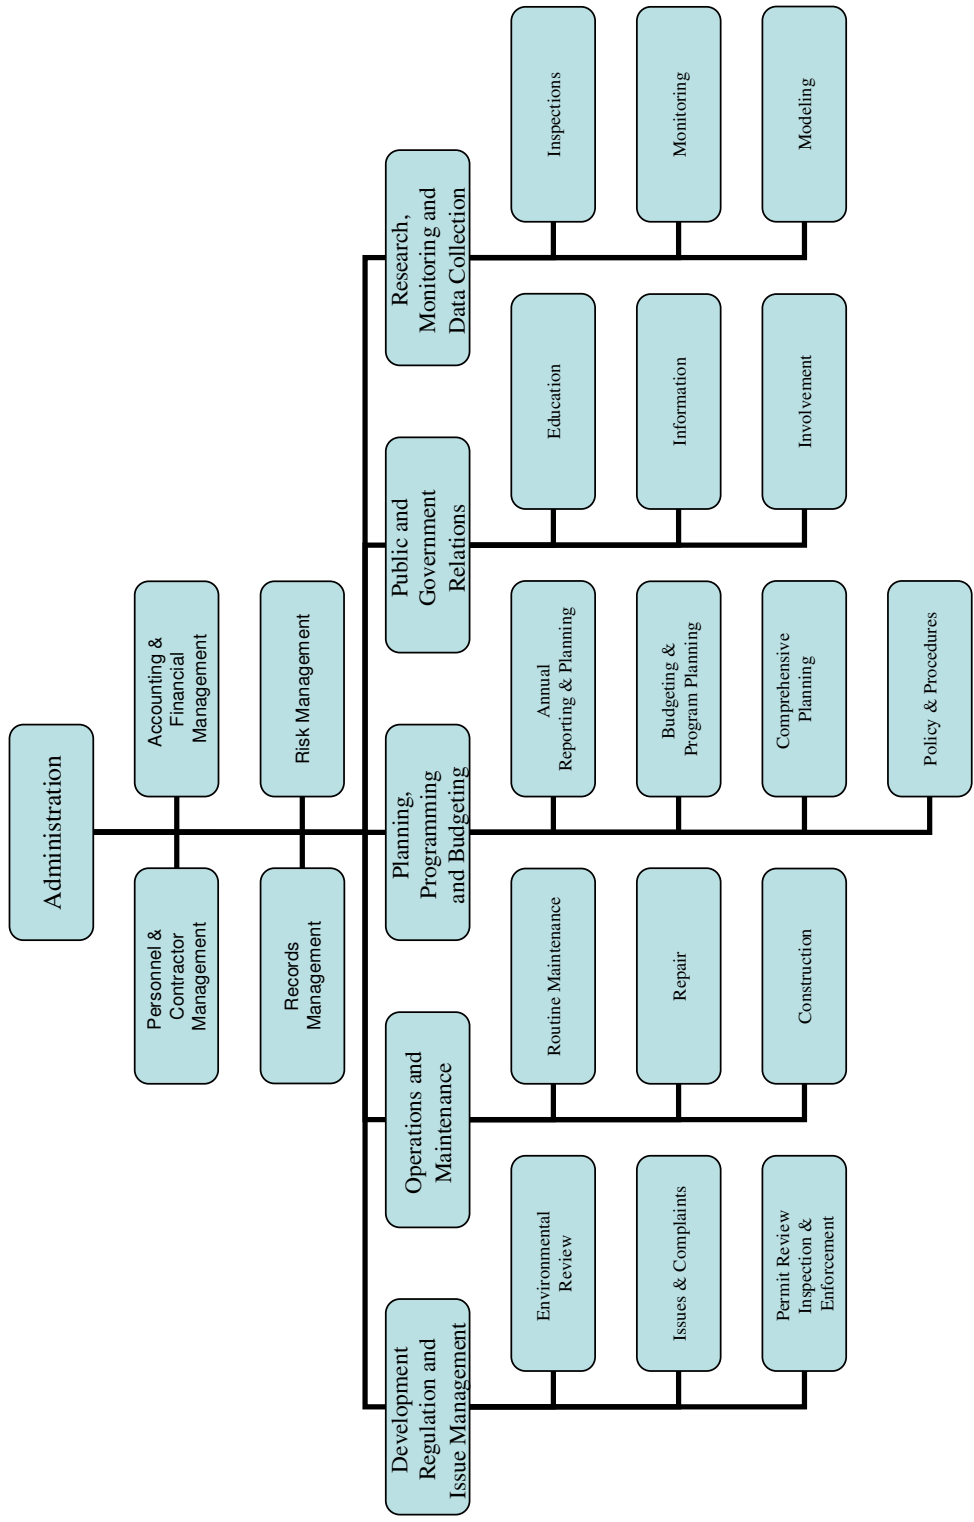 Administration
Personnel &
Contractor
Management
Accounting &
Financial
Management
Records
Management
Risk Management
Development
Regulation and
Issue Management
Operations and
Maintenance
Planning,
Programming
and Budgeting
Public and
Government
Relations
Research,
Monitoring and
Data Collection
Environmental
Review
Issues & Complaints
Permit Review
Inspection &
Enforcement
Routine Maintenance
Repair
Construction
Annual
Reporting & Planning
Budgeting &
Program Planning
Comprehensive
Planning
Policy & Procedures
Education
Information
Involvement
Inspections
Monitoring
Modeling